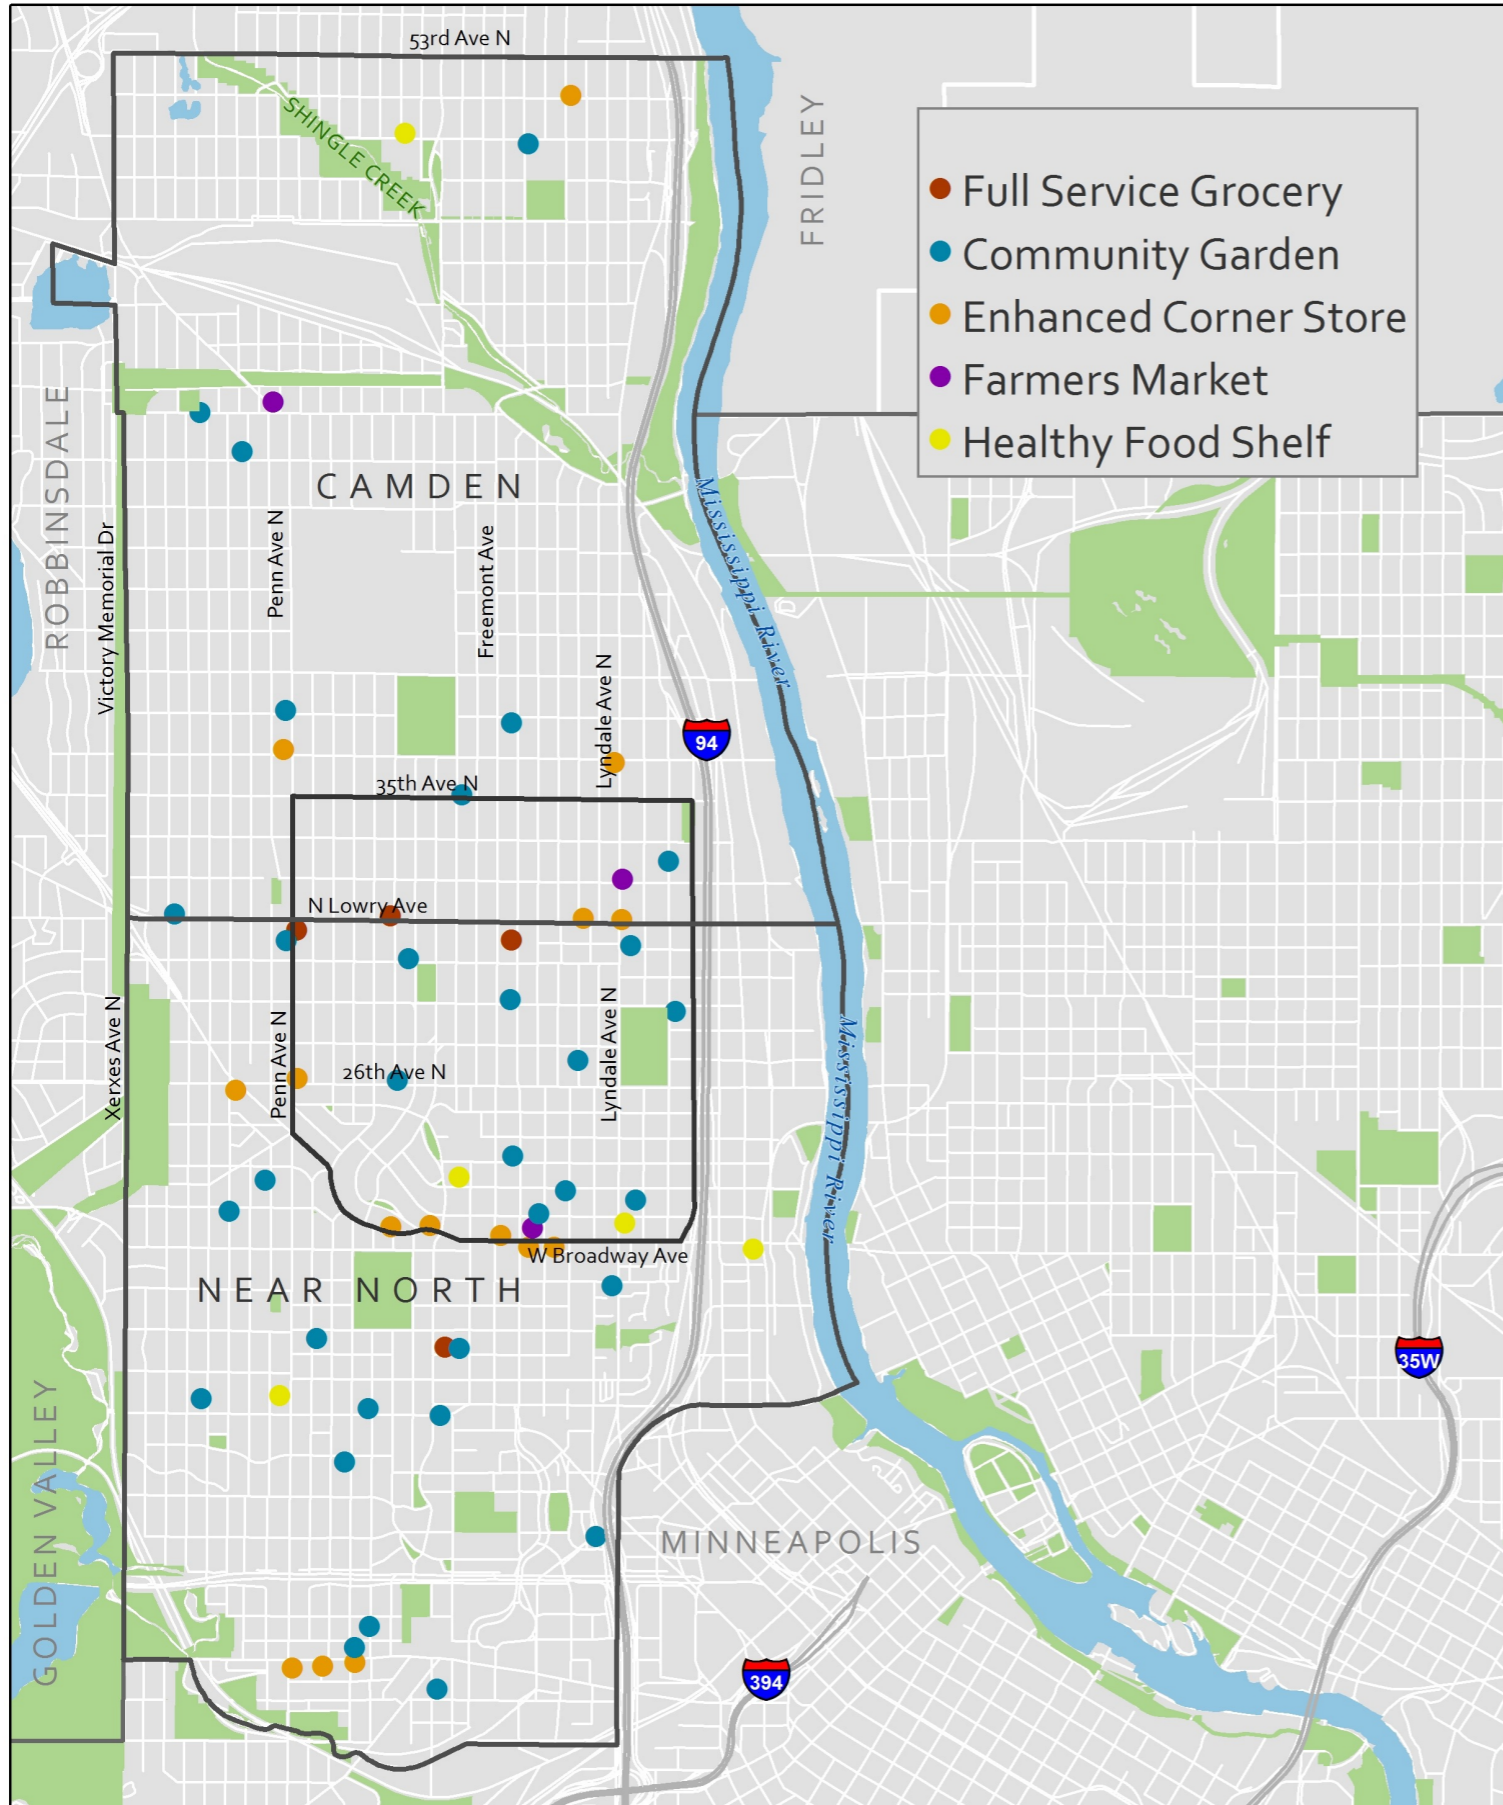 53rd Ave N
SHINGLE CREEK
FRIDLEY
Full Service Grocery
Community Garden
Enhanced Corner Store
Farmers Market
Healthy Food Shelf
ROBBINSDALE
CAMDEN
Victory Memorial Dr
Penn Ave N
Freemont Ave
Mississippi River
Lyndale Ave N
94
35th Ave N
N Lowry Ave
Xerxes Ave N
Penn Ave N
Lyndale Ave N
26th Ave N
Mississippi River
W Broadway Ave
NEAR NORTH
35W
GOLDEN VALLEY
MINNEAPOLIS
394